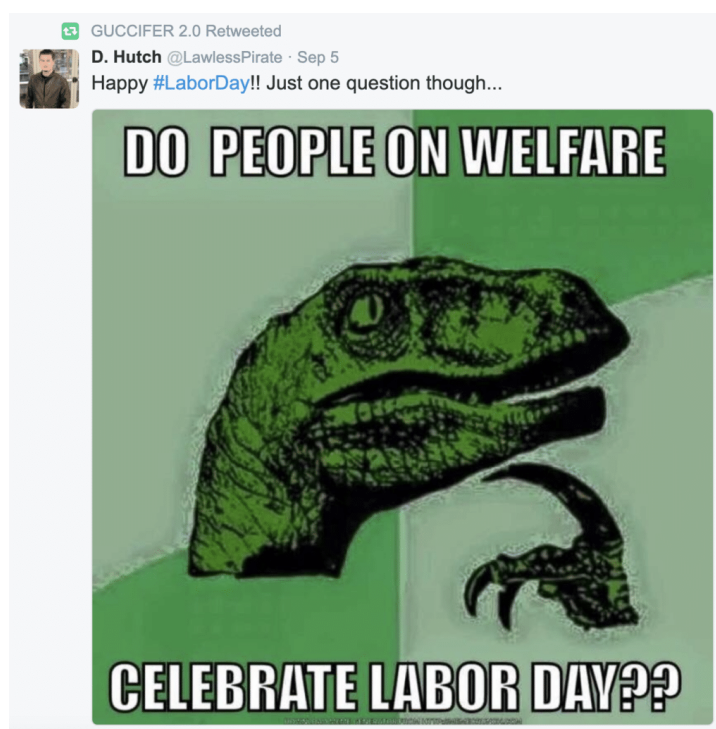 GUCCIFER 2.0 Retweeted
D. Hutch @LawlessPirate · Sep 5
Happy #LaborDay!! Just one question though...
DO PEOPLE ON WELFARE
CELEBRATE LABOR DAY??